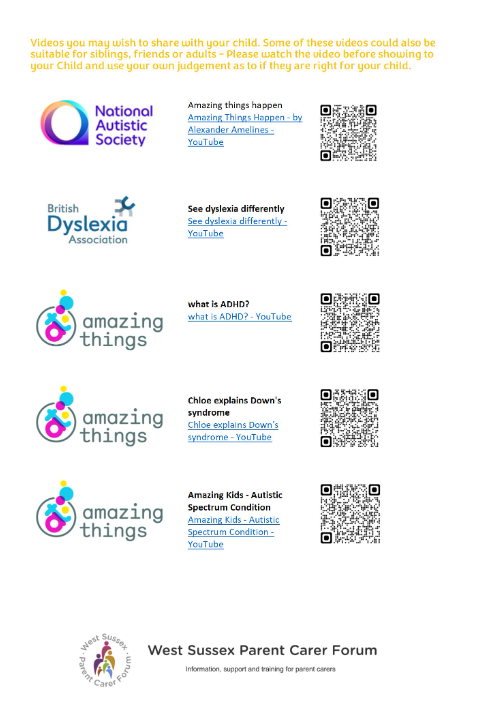 Videos you may wish to share with your child. Some of these videos could also be
suitable for siblings, friends or adults - Please watch the video before showing to
your Child and use your own judgement as to if they are right for your child.
National
Autistic
Society
Amazing things happen
Amazing Things Happen - by
Alexander Amelines -
YouTube
British
Dyslexia
Association
See dyslexia differently
See dyslexia differently -
YouTube
amazing
things
what is ADHD?
what is ADHD? - YouTube
amazing
things
Chloe explains Down's
syndrome
Chloe explains Down's
syndrome - YouTube
amazing
things
Amazing Kids - Autistic
Spectrum Condition
Amazing Kids - Autistic
Spectrum Condition -
YouTube
West Sussex
Parent Carer Forum
West Sussex Parent Carer Forum
Information, support and training for parent carers